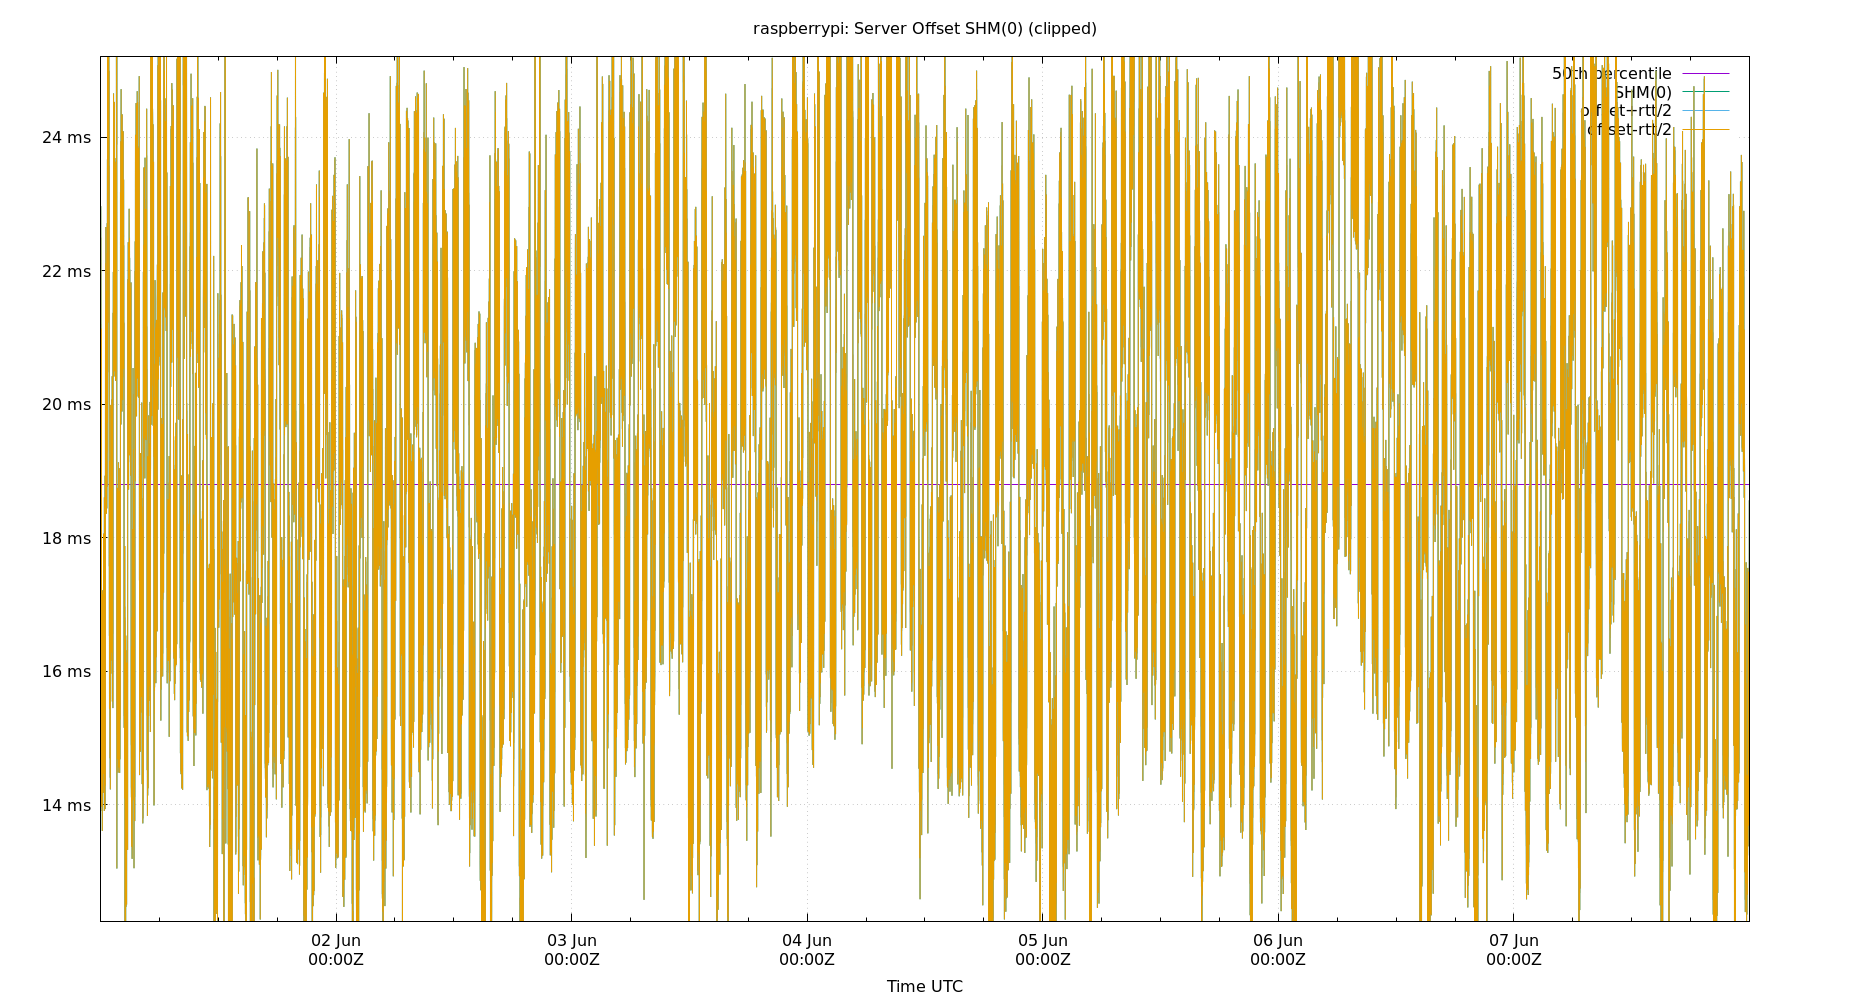 raspberrypi: Server Offset SHM(0) (clipped)
50th percentile
SHM(0)
offset+rtt/2
offset-rtt/2
24 ms
22 ms
20 ms
18 ms
16 ms
14 ms
02 Jun
00:00Z
03 Jun
00:00Z
04 Jun
00:00Z
05 Jun
00:00Z
06 Jun
00:00Z
07 Jun
00:00Z
Time UTC